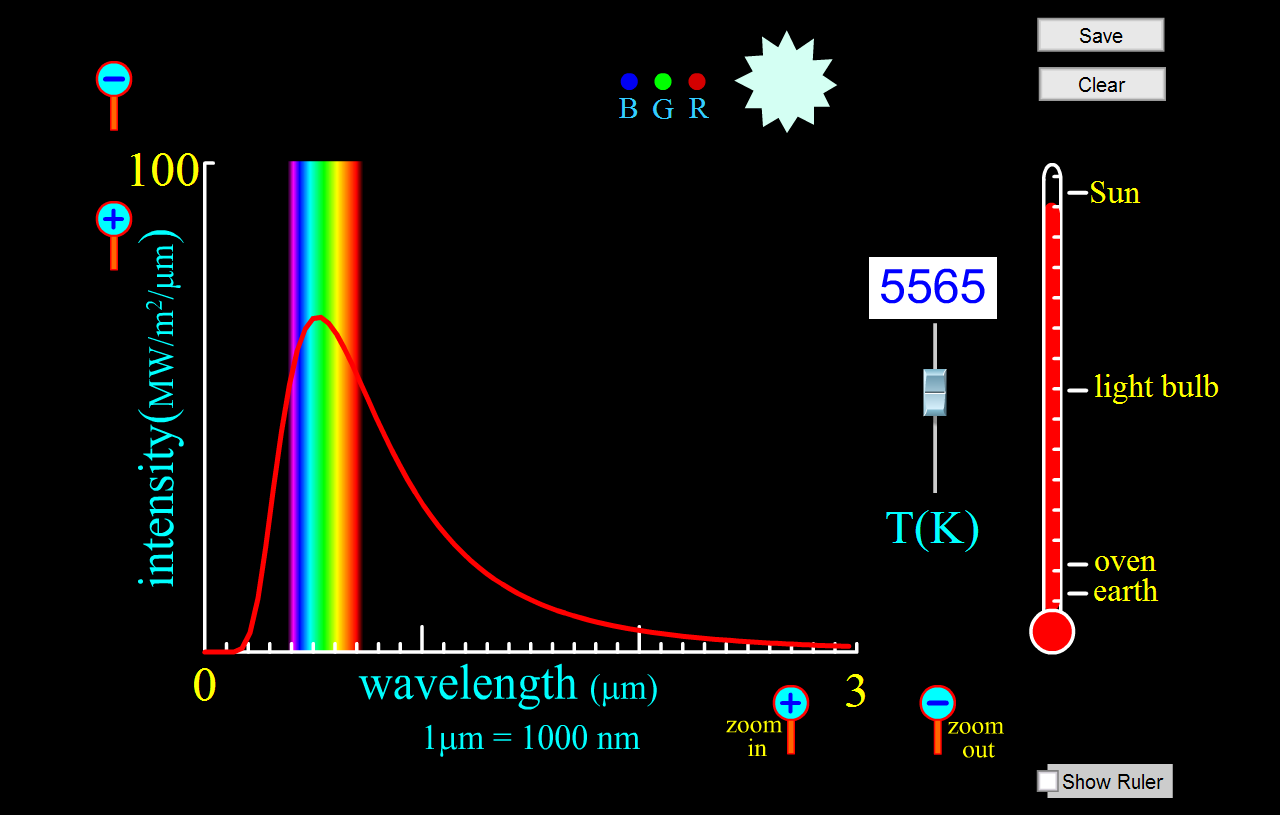 Save
Clear
B G R
100
Sun
intensity(MW/m²/μm)
5565
light bulb
T(K)
oven
earth
0
wavelength (μm)
3
1μm = 1000 nm
zoom in
zoom out
Show Ruler